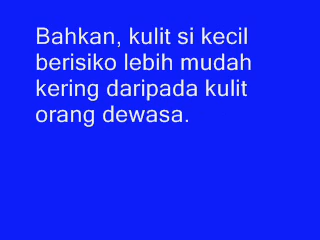 Bahkan, kulit si kecil
berisiko lebih mudah
kering daripada kulit
orang dewasa.